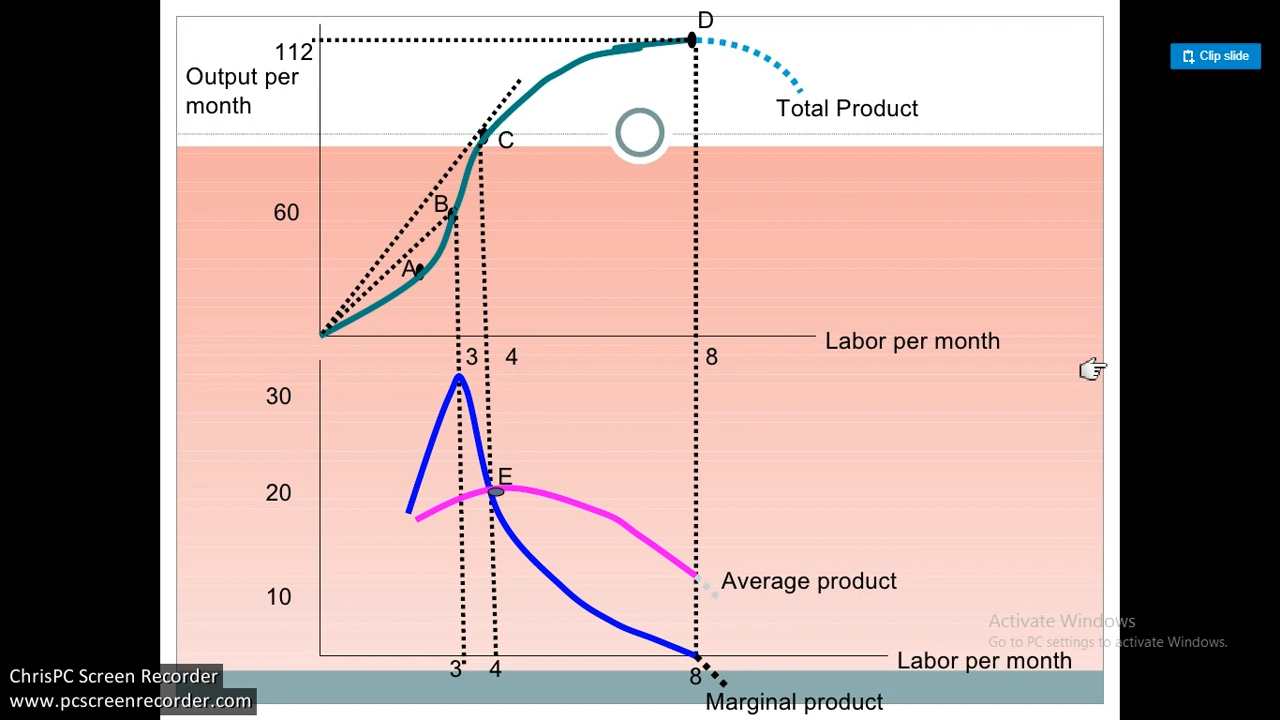 D
112
Clip slide
Output per
month
Total Product
C
B
60
A
Labor per month
3 4 8
30
E
20
Average product
10
Activate Windows
Go to PC settings to activate Windows.
Labor per month
3 4 8
ChrisPC Screen Recorder
www.pcscreenrecorder.com
Marginal product